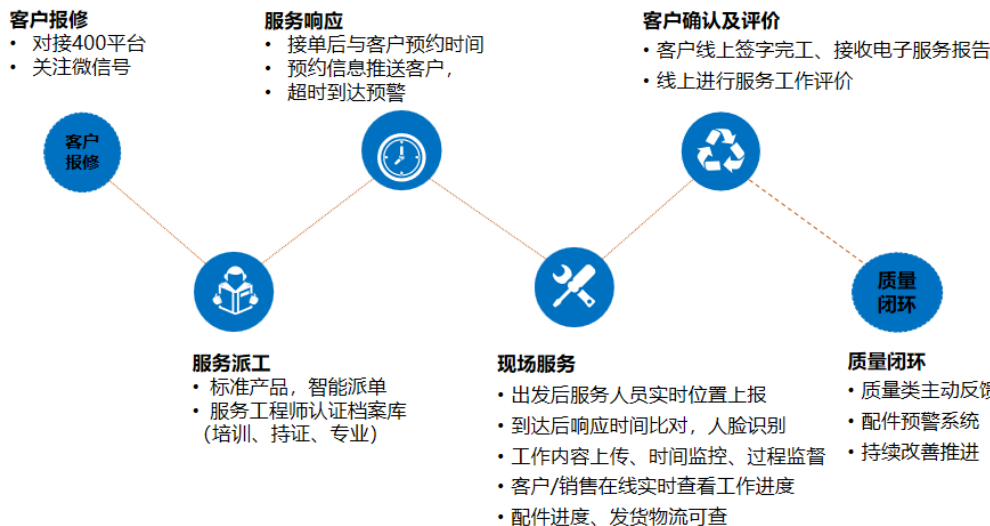 客户报修
• 对接400平台
• 关注微信号
服务响应
• 接单后与客户预约时间
• 预约信息推送客户，
• 超时到达预警
客户确认及评价
• 客户线上签字完工、接收电子服务报告
• 线上进行服务工作评价
客户
报修
质量
闭环
服务派工
• 标准产品，智能派单
• 服务工程师认证档案库
（培训、持证、专业）
现场服务
• 出发后服务人员实时位置上报
• 到达后响应时间比对，人脸识别
• 工作内容上传、时间监控、过程监督
• 客户/销售在线实时查看工作进度
• 配件进度、发货物流可查
质量闭环
• 质量类主动反馈
• 配件预警系统
• 持续改善推进